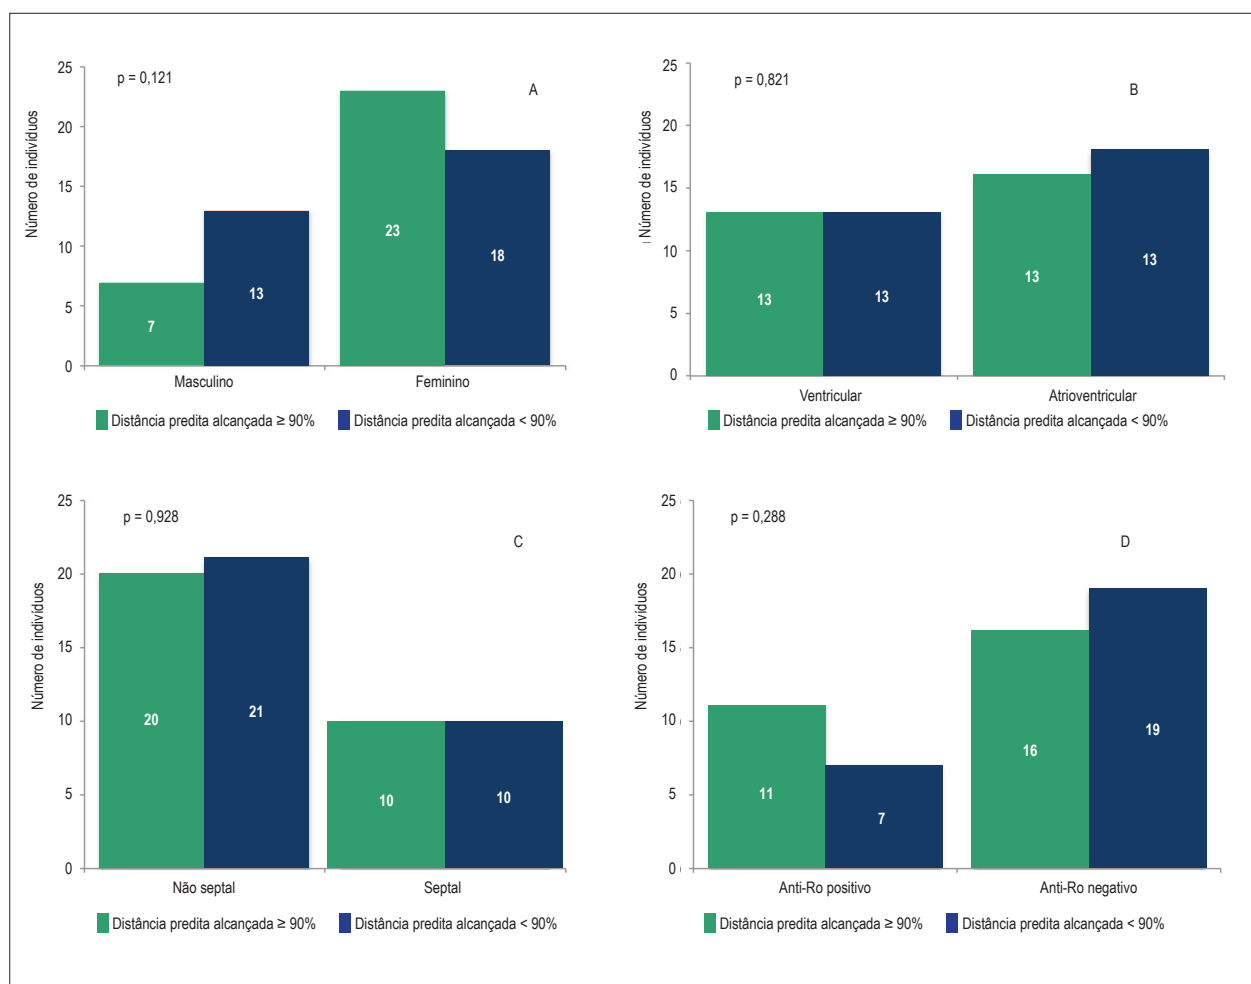 p = 0,121
A
Número de indivíduos
25
20
15
10
5
0
7
13
23
18
Masculino
Feminino
Distância predita alcançada ≥ 90%
Distância predita alcançada < 90%
p = 0,821
B
Número de indivíduos
25
20
15
10
5
0
13
13
13
13
Ventricular
Atrioventricular
Distância predita alcançada ≥ 90%
Distância predita alcançada < 90%
p = 0,928
C
Número de indivíduos
25
20
15
10
5
0
20
21
10
10
Não septal
Septal
Distância predita alcançada ≥ 90%
Distância predita alcançada < 90%
p = 0,288
D
Número de indivíduos
25
20
15
10
5
0
11
7
16
19
Anti-Ro positivo
Anti-Ro negativo
Distância predita alcançada ≥ 90%
Distância predita alcançada < 90%